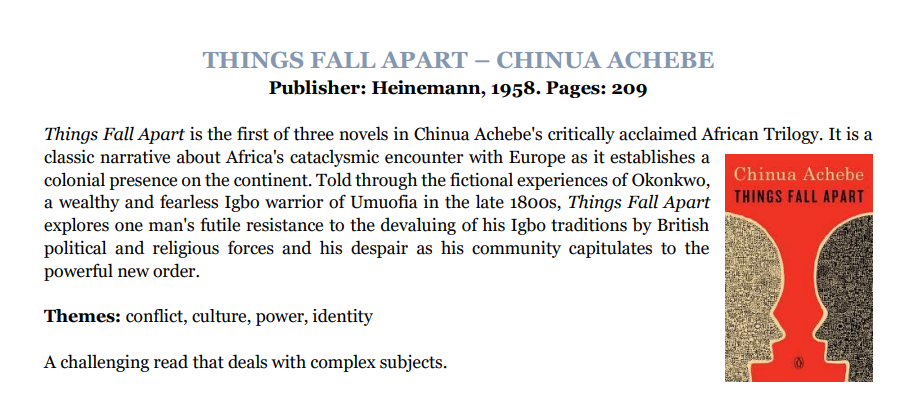 THINGS FALL APART – CHINUA ACHEBE
Publisher: Heinemann, 1958. Pages: 209
Things Fall Apart is the first of three novels in Chinua Achebe's critically acclaimed African Trilogy. It is a
classic narrative about Africa's cataclysmic encounter with Europe as it establishes a
colonial presence on the continent. Told through the fictional experiences of Okonkwo,
a wealthy and fearless Igbo warrior of Umuofia in the late 1800s, Things Fall Apart
explores one man's futile resistance to the devaluing of his Igbo traditions by British
political and religious forces and his despair as his community capitulates to the
powerful new order.
Chinua Achebe
THINGS FALL APART
Themes: conflict, culture, power, identity
A challenging read that deals with complex subjects.